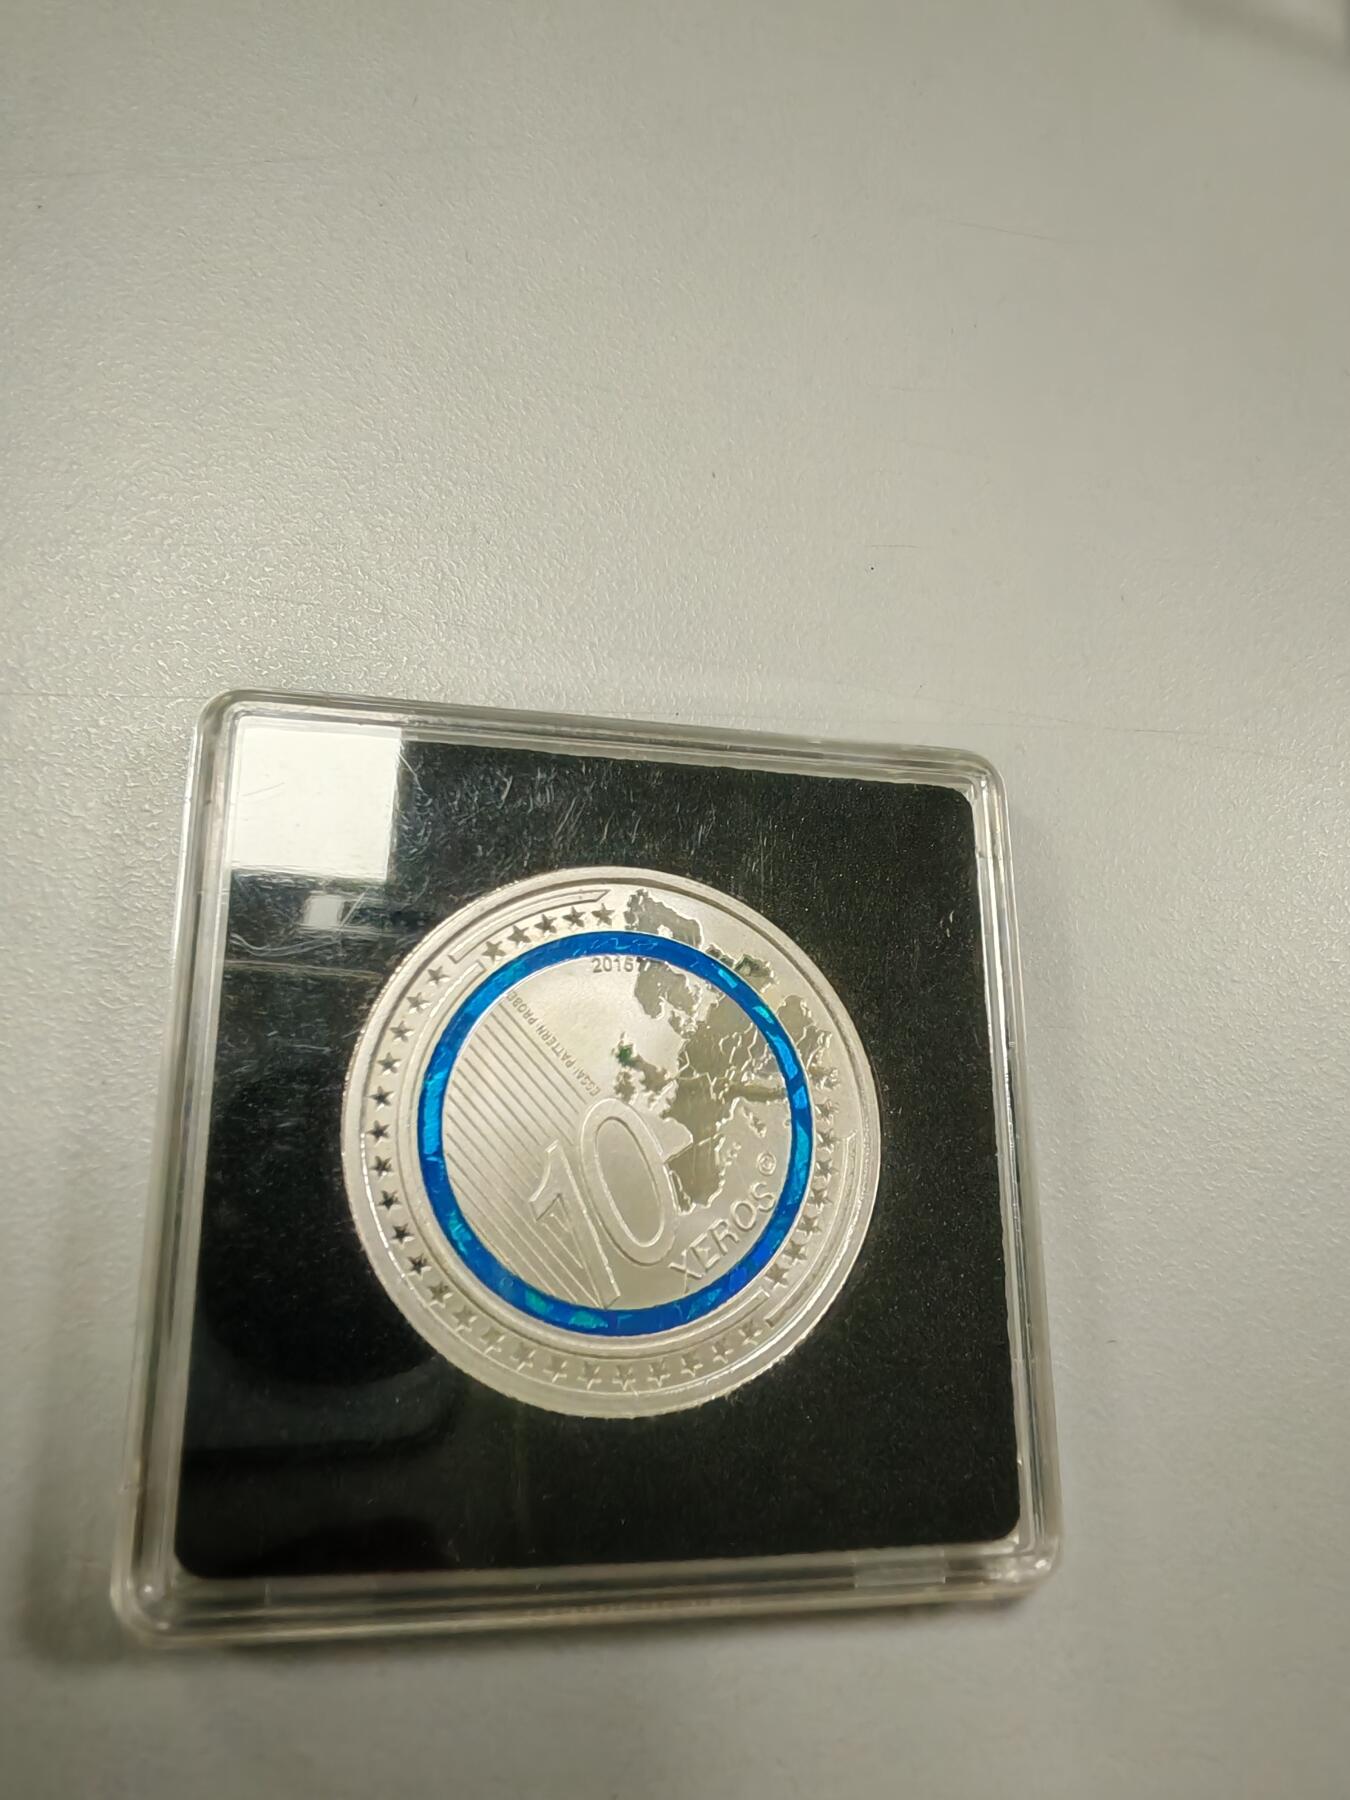 2015
ESSAI PATTERN PROBE
10
XEROS ©